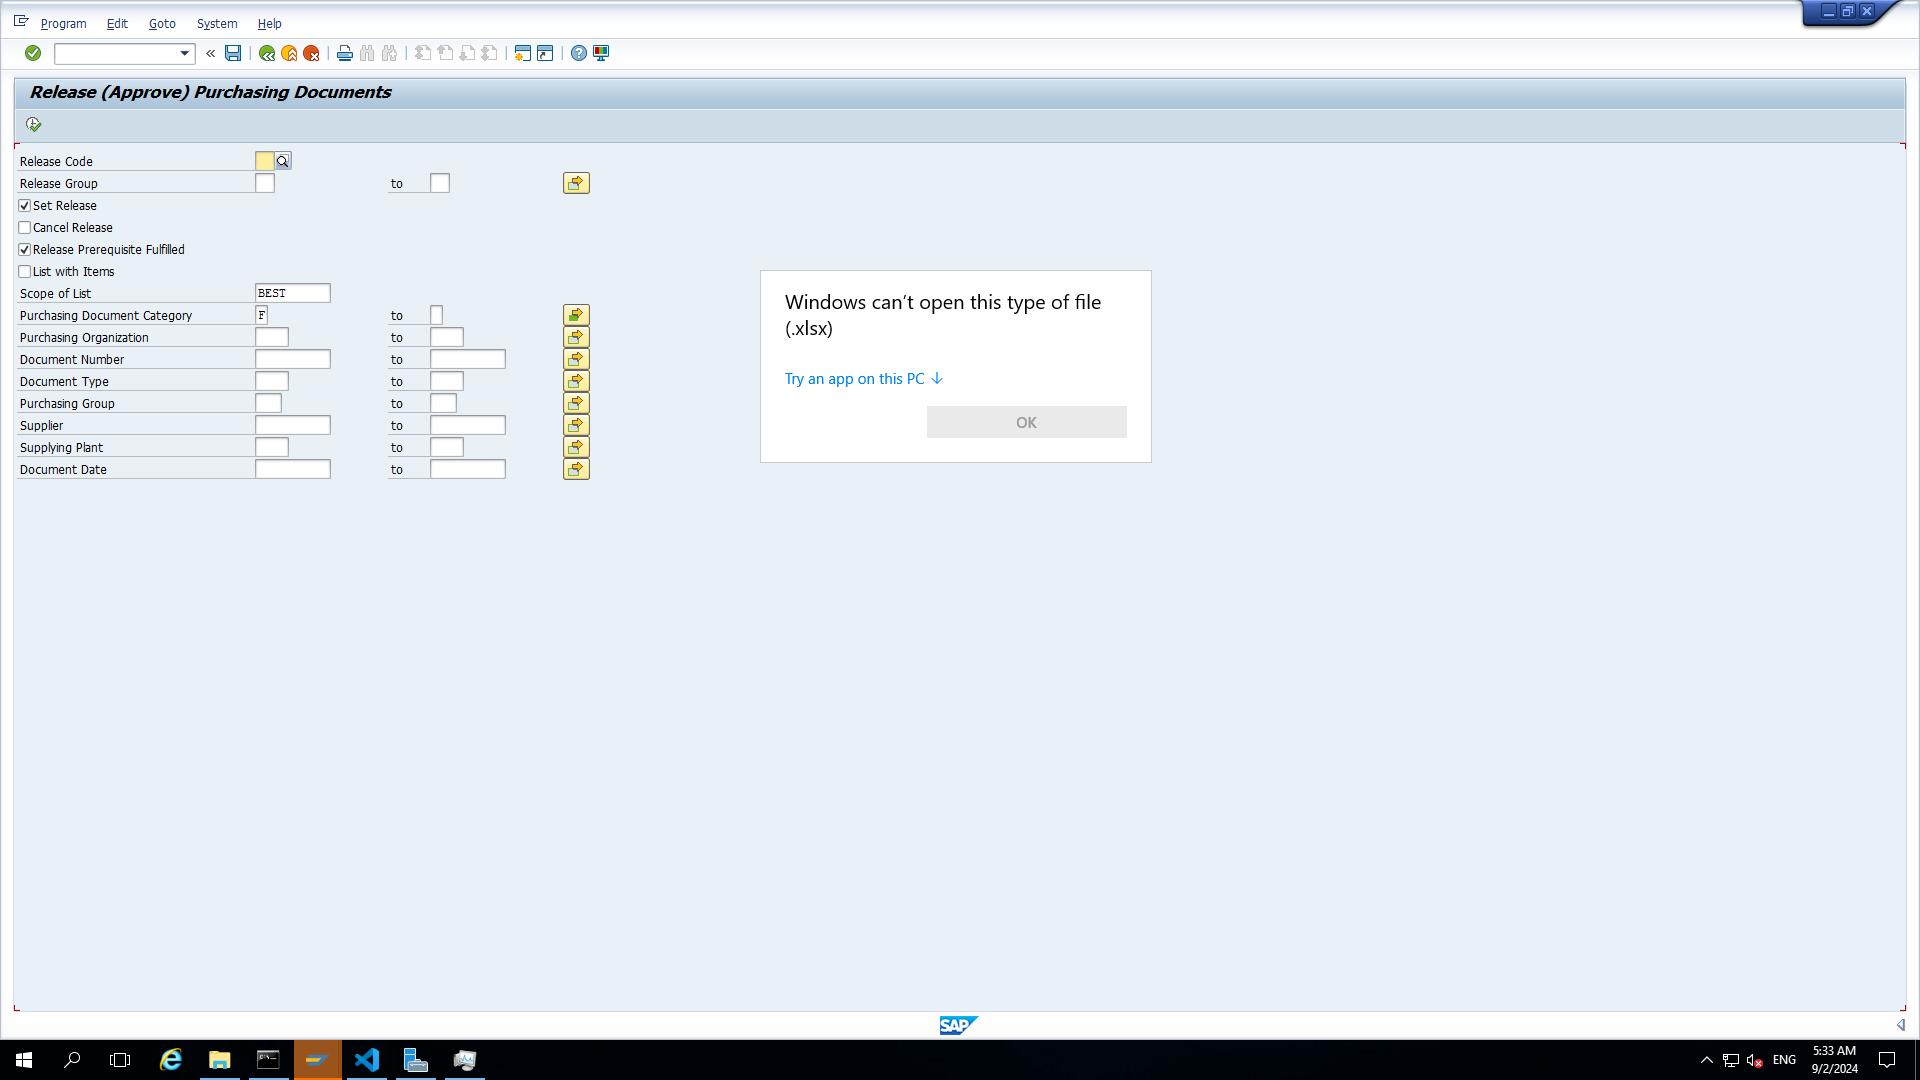 Program Edit Goto System Help
Release (Approve) Purchasing Documents
Release Code
Release Group to
Set Release
Cancel Release
Release Prerequisite Fulfilled
List with Items
Scope of List BEST
Purchasing Document Category F to
Purchasing Organization to
Document Number to
Document Type to
Purchasing Group to
Supplier to
Supplying Plant to
Document Date to
Windows can't open this type of file
(.xlsx)
Try an app on this PC
OK
SAP
ENG
5:33 AM
9/2/2024